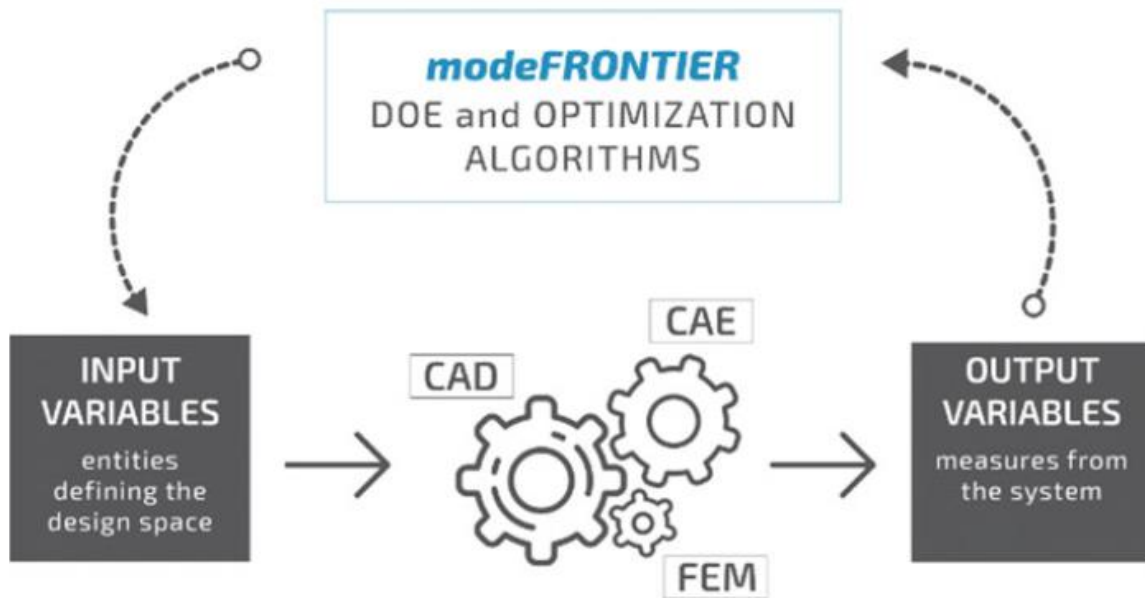 modeFRONTIER
DOE and OPTIMIZATION
ALGORITHMS
INPUT
VARIABLES
entities
defining the
design space
CAD
CAE
FEM
OUTPUT
VARIABLES
measures from
the system